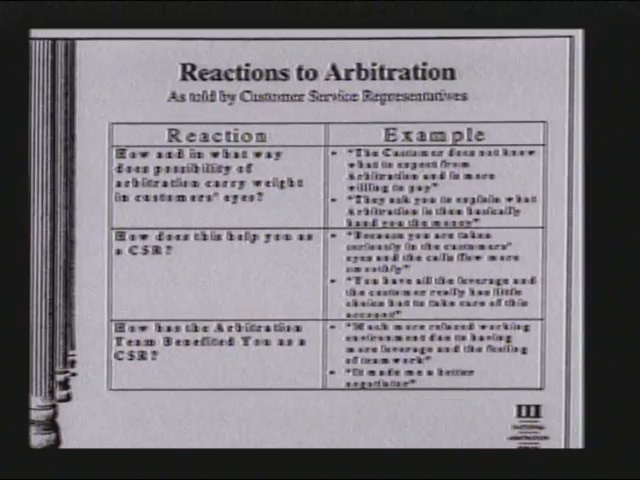 Reactions to Arbitration
As told by Customer Service Representatives
Reaction
Example
How and in what way
does possibility of
arbitration carry weight
in customers' eyes?
• "The Customer does not know
what to expect from
Arbitration and is more
willing to pay"
• "They ask you to explain what
Arbitration is then basically
hand you the money"
How does this help you as
a CSR?
• "Because you are taken
seriously in the customers'
eyes and the calls flow more
smoothly"
• "You have all the leverage and
the customer really has little
choice but to take care of this
account"
How has the Arbitration
Team Benefited You as a
CSR?
• "Much more relaxed working
environment due to having
more leverage and the feeling
of teamwork"
• "It made me a better
negotiator"
NATIONAL
ARBITRATION